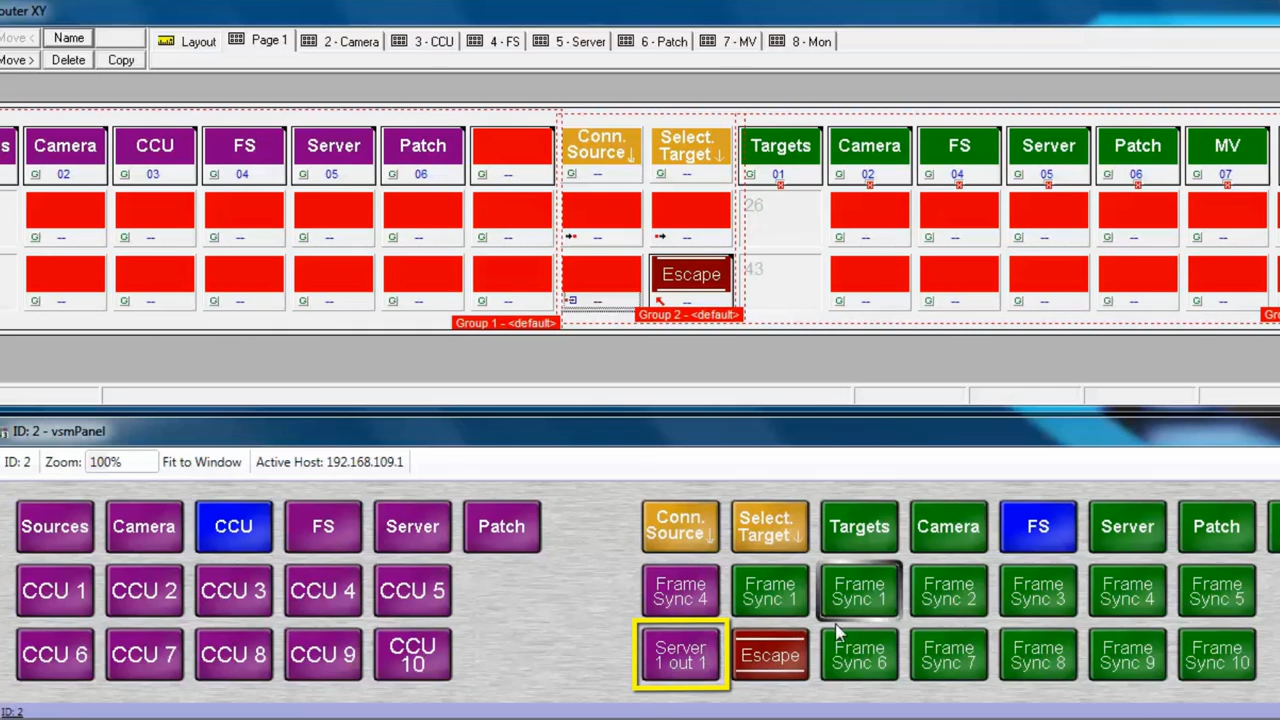 outer XY
Move < Name
Move > Delete Copy
Layout Page 1 2 - Camera 3 - CCU 4 - FS 5 - Server 6 - Patch 7 - MV 8 - Mon
s Camera CCU FS Server Patch Conn. Source↓ Select. Target↓ Targets Camera FS Server Patch MV
G| 02 G| 03 G| 04 G| 05 G| 06 G| -- G| -- G| -- G| 01 G| 02 G| 04 G| 05 G| 06 G| 07
26
G| -- G| -- G| -- G| -- G| -- G| -- -- -- G| -- G| -- G| -- G| -- G| --
Escape 43
G| -- G| -- G| -- G| -- G| -- G| -- -- -- G| -- G| -- G| -- G| -- G| --
Group 1 - <default> Group 2 - <default> Gr
ID: 2 - vsmPanel
ID: 2 Zoom: 100% Fit to Window Active Host: 192.168.109.1
Sources Camera CCU FS Server Patch Conn. Source↓ Select. Target↓ Targets Camera FS Server Patch
CCU 1 CCU 2 CCU 3 CCU 4 CCU 5 Frame Sync 4 Frame Sync 1 Frame Sync 1 Frame Sync 2 Frame Sync 3 Frame Sync 4 Frame Sync 5
CCU 6 CCU 7 CCU 8 CCU 9 CCU 10 Server 1 out 1 Escape Frame Sync 6 Frame Sync 7 Frame Sync 8 Frame Sync 9 Frame Sync 10
ID: 2